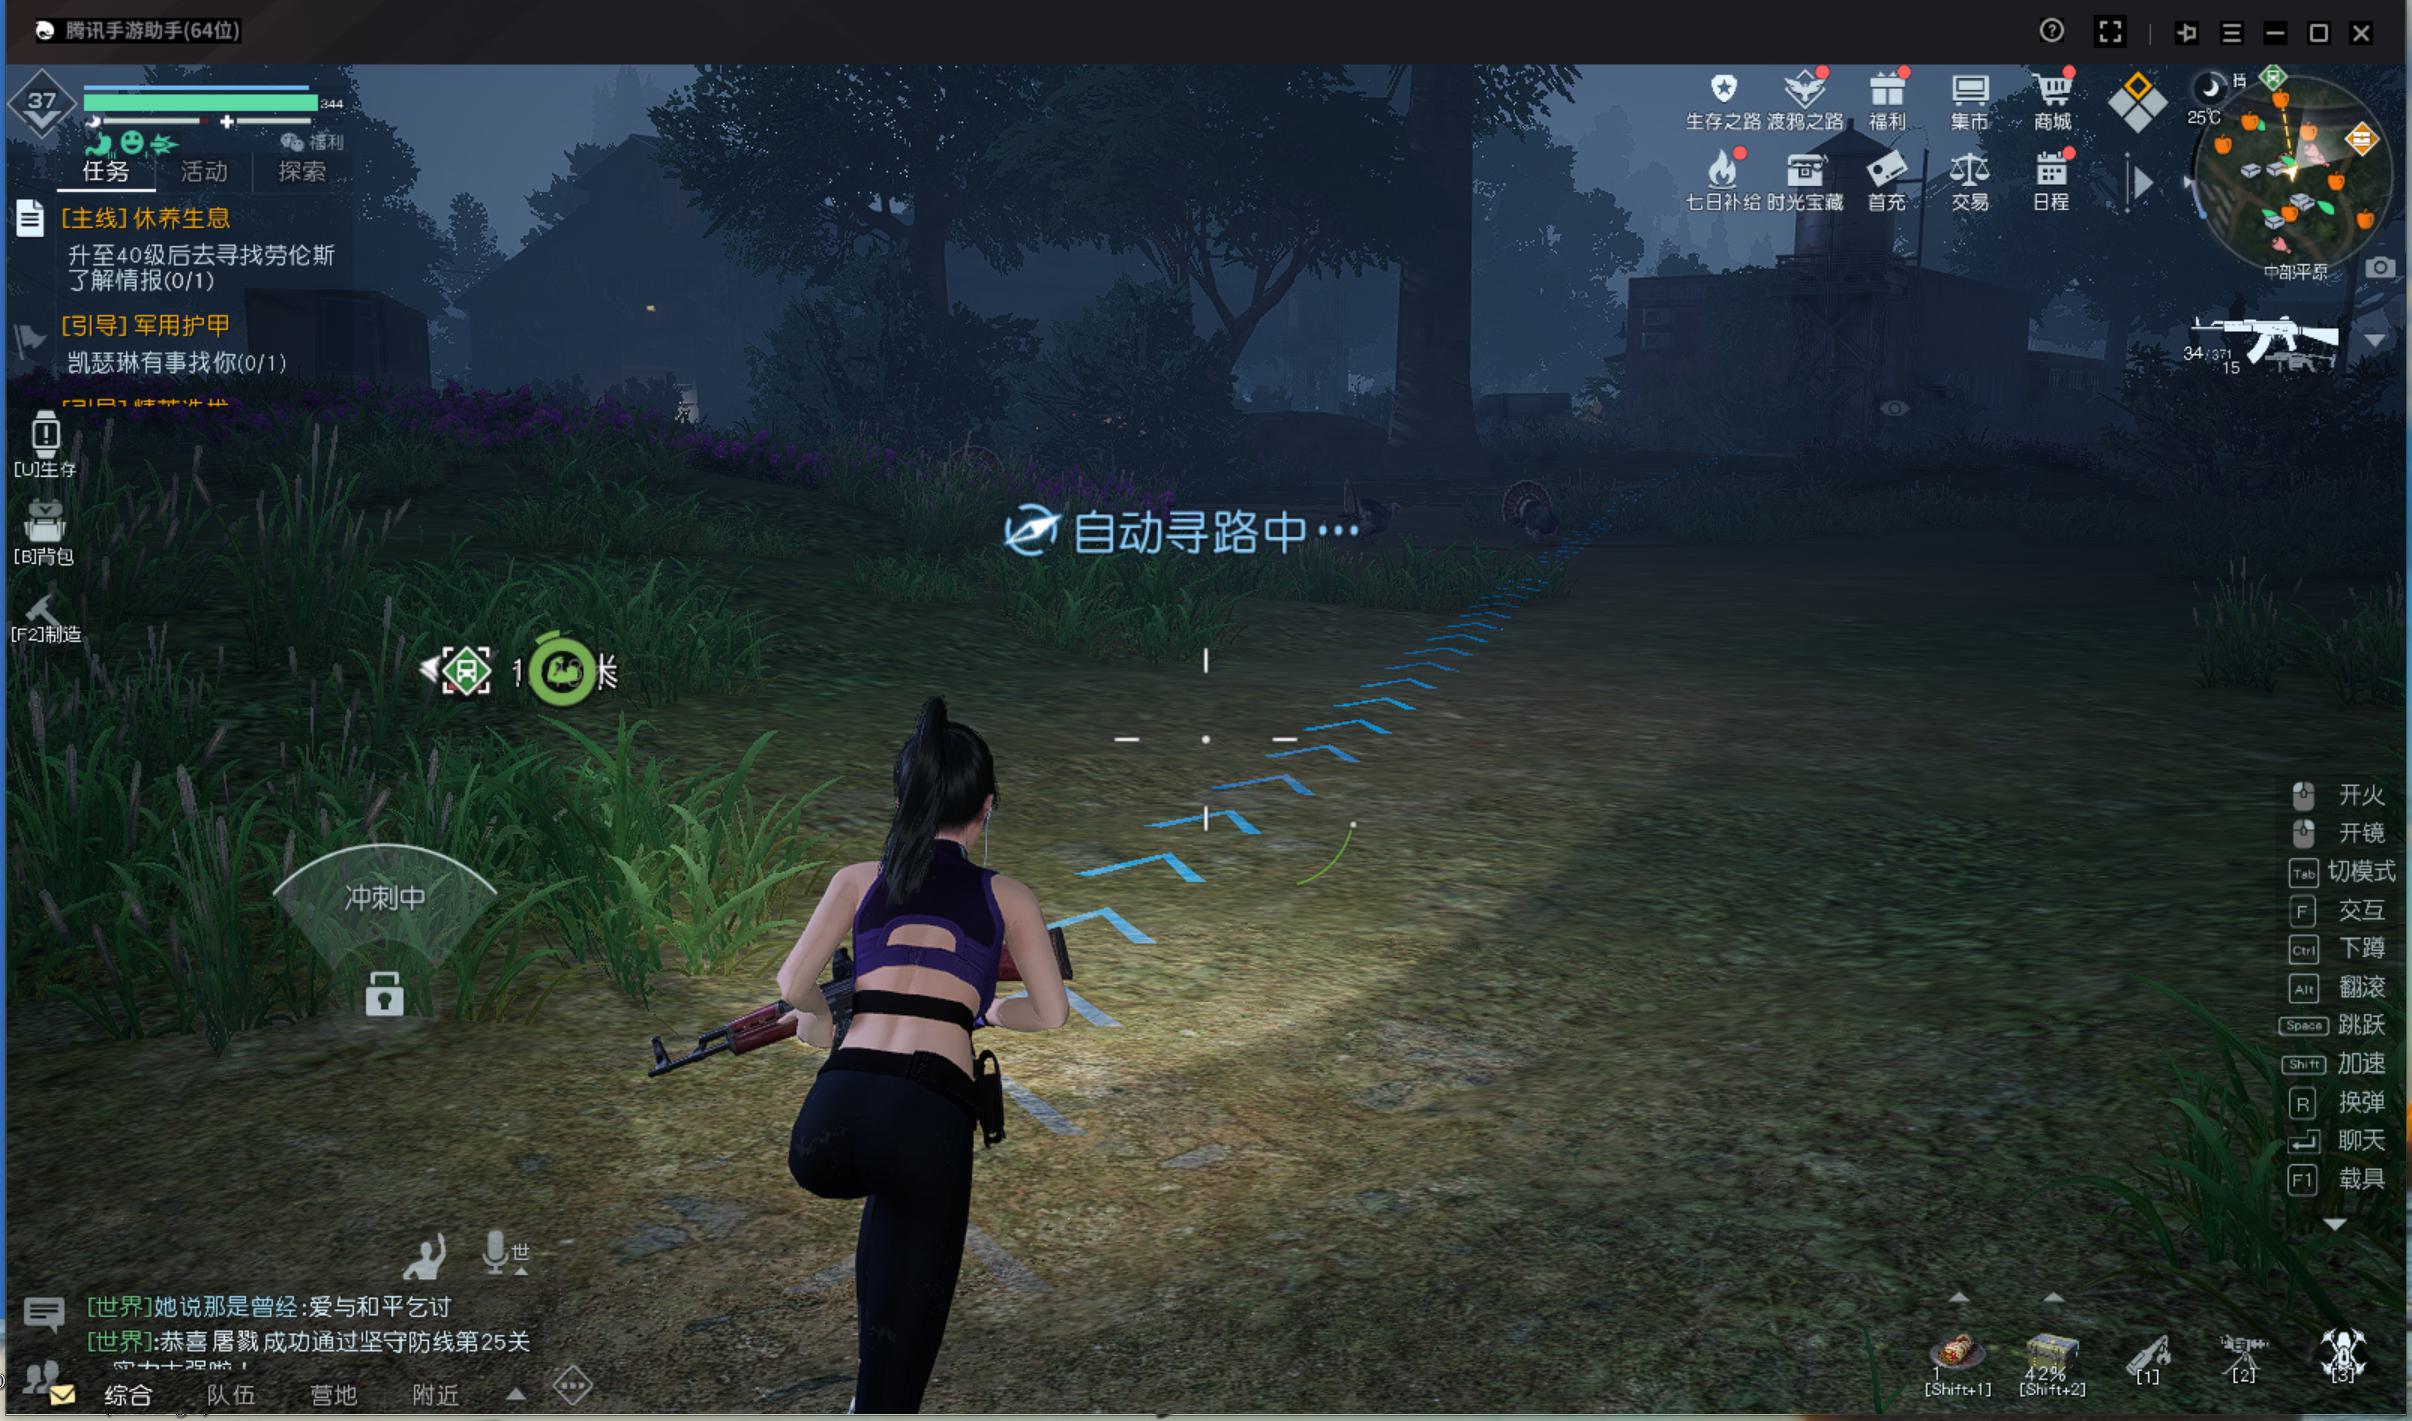 腾讯手游助手(64位)
37
344
福利
任务
活动
探索
[主线] 休养生息
升至40级后去寻找劳伦斯
了解情报(0/1)
[引导] 军用护甲
凯瑟琳有事找你(0/1)
[U]生存
[B]背包
[F2]制造
生存之路
渡鸦之路
福利
集市
商城
七日补给
时光宝藏
首充
交易
日程
25℃
中部平原
34/371
15
自动寻路中···
米
冲刺中
开火
开镜
Tab 切模式
F 交互
Ctrl 下蹲
Alt 翻滚
Space 跳跃
Shift 加速
R 换弹
聊天
F1 载具
世
[世界]她说那是曾经:爱与和平乞讨
[世界]:恭喜屠戮成功通过坚守防线第25关
综合
队伍
营地
附近
1
[Shift+1]
42%
[Shift+2]
[1]
[2]
[3]